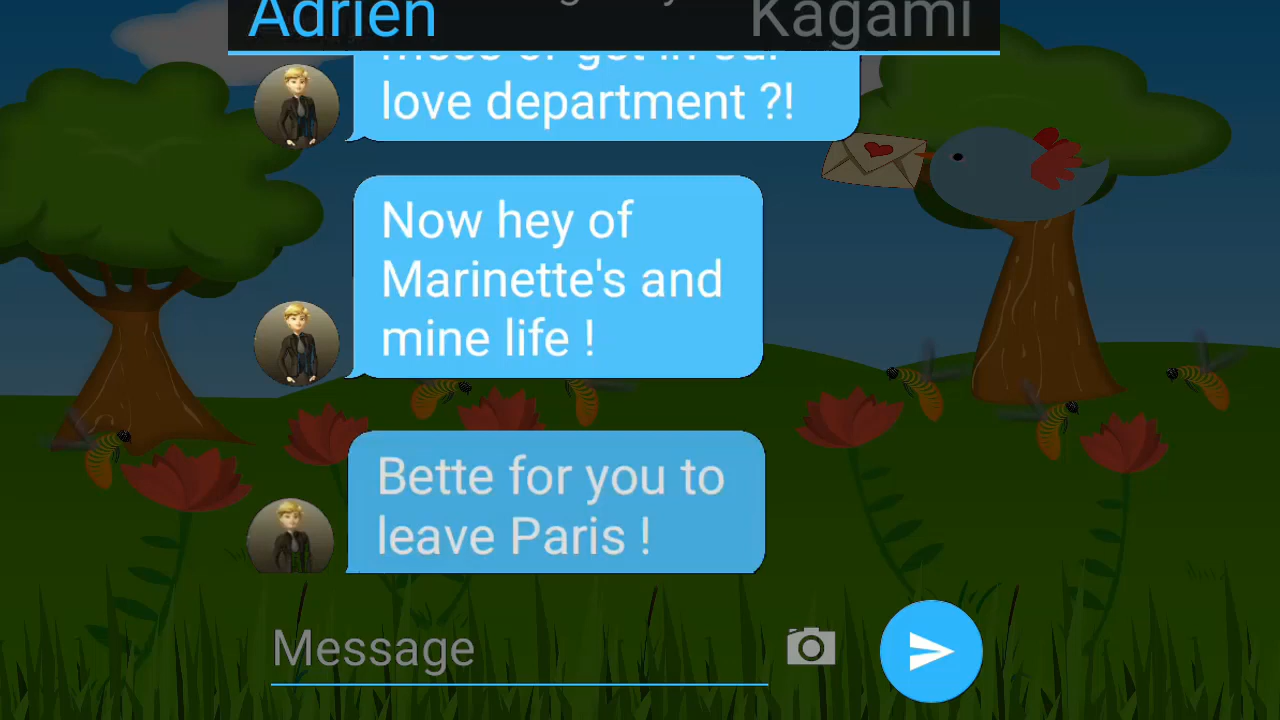 Adrien Kagami
love department ?!
Now hey of
Marinette's and
mine life !
Bette for you to
leave Paris !
Message